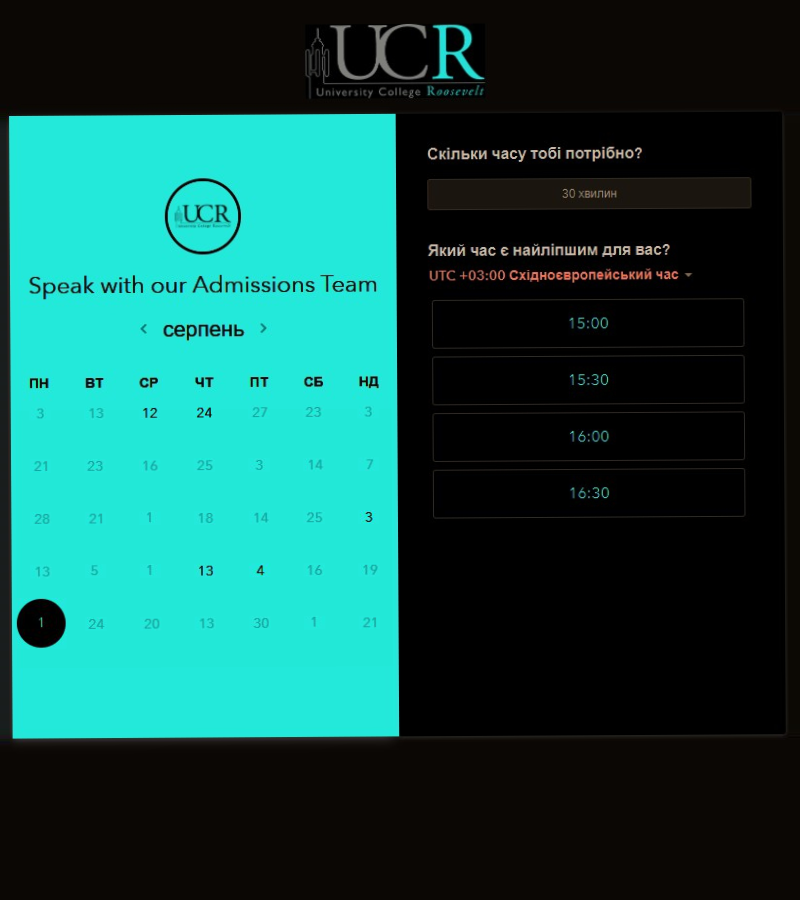 UCR
University College Roosevelt
UCR
Speak with our Admissions Team
серпень
ПН ВТ СР ЧТ ПТ СБ НД
3 13 12 24 27 23 3
21 23 16 25 3 14 7
28 21 1 18 14 25 3
13 5 1 13 4 16 19
1 24 20 13 30 1 21
Скільки часу тобі потрібно?
30 хвилин
Який час є найліпшим для вас?
UTC +03:00 Східноєвропейський час
15:00
15:30
16:00
16:30